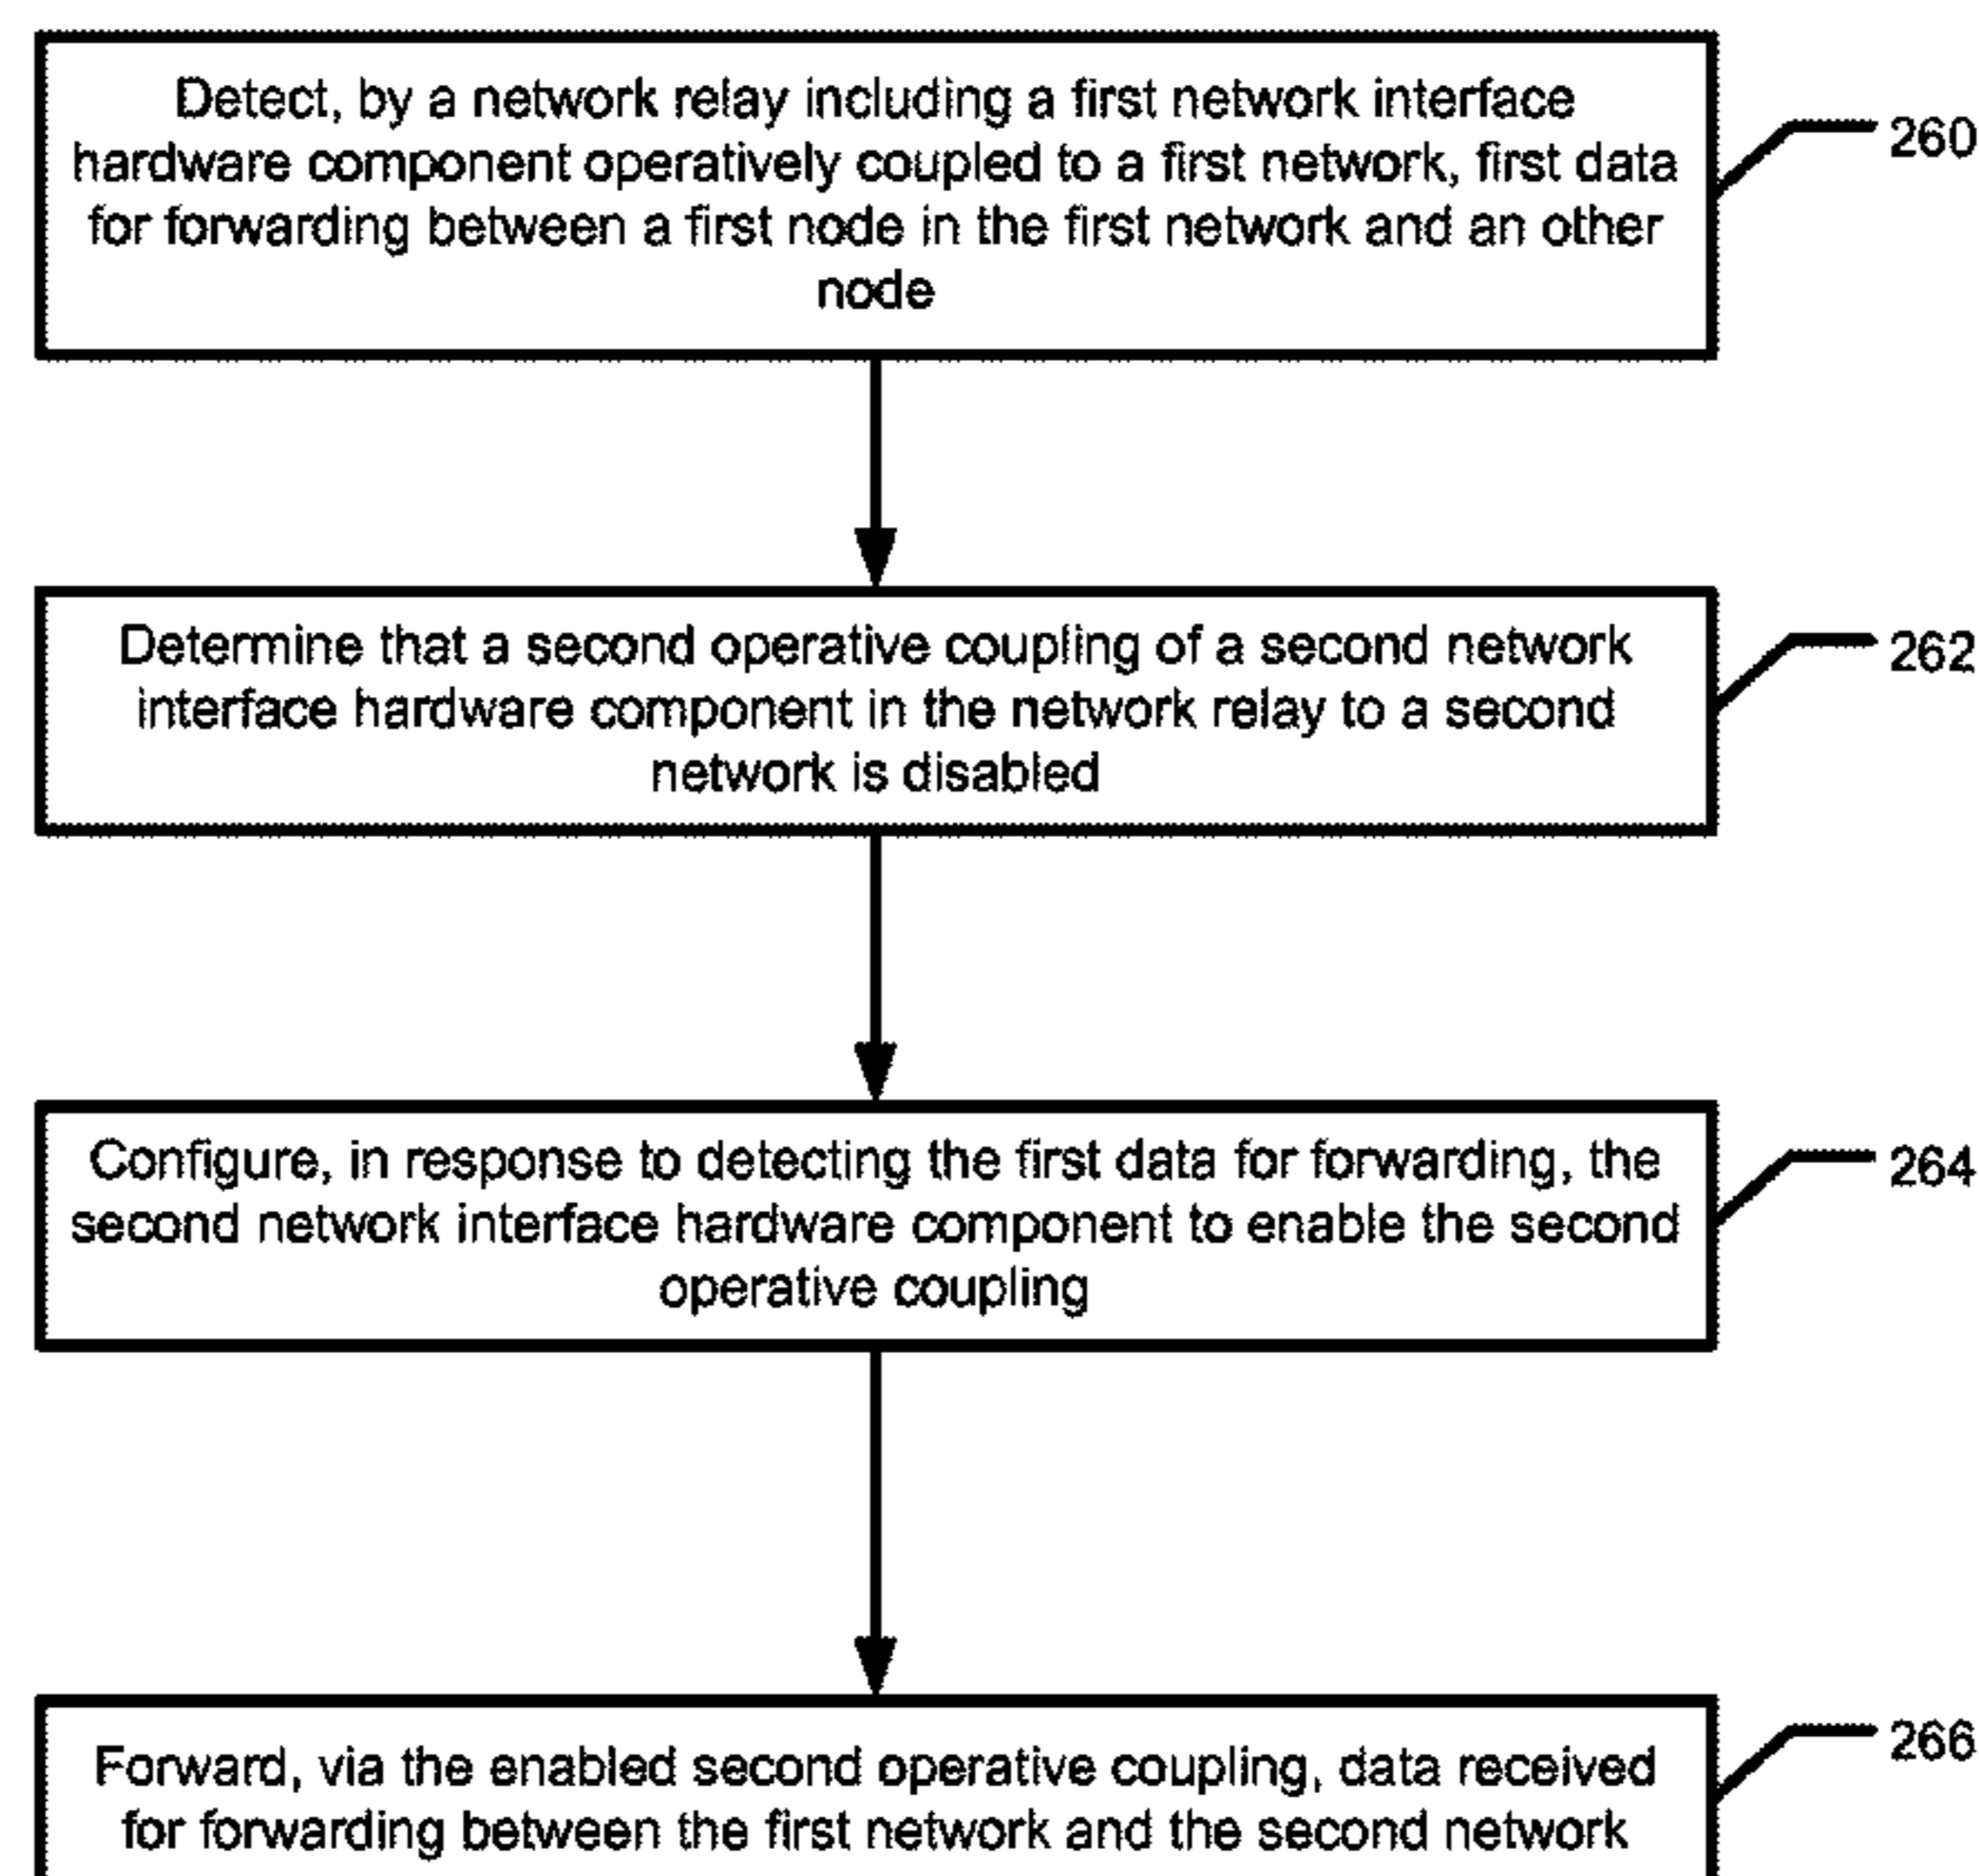 Detect, by a network relay including a first network interface
hardware component operatively coupled to a first network, first data
for forwarding between a first node in the first network and an other
node
260
Determine that a second operative coupling of a second network
interface hardware component in the network relay to a second
network is disabled
262
Configure, in response to detecting the first data for forwarding, the
second network interface hardware component to enable the second
operative coupling
264
Forward, via the enabled second operative coupling, data received
for forwarding between the first network and the second network
266